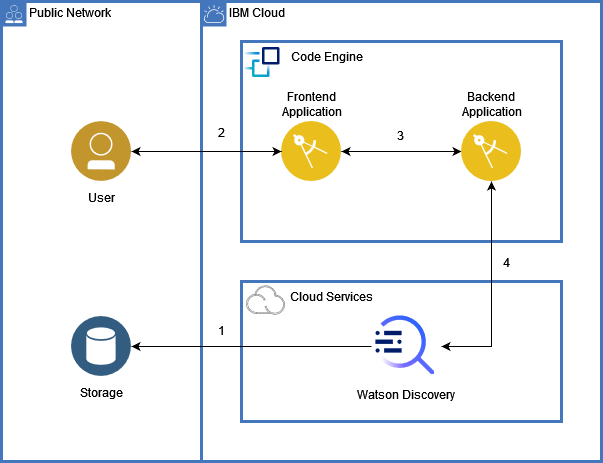 Public Network
IBM Cloud
Code Engine
Frontend
Application
Backend
Application
2
3
User
4
Cloud Services
1
Storage
Watson Discovery